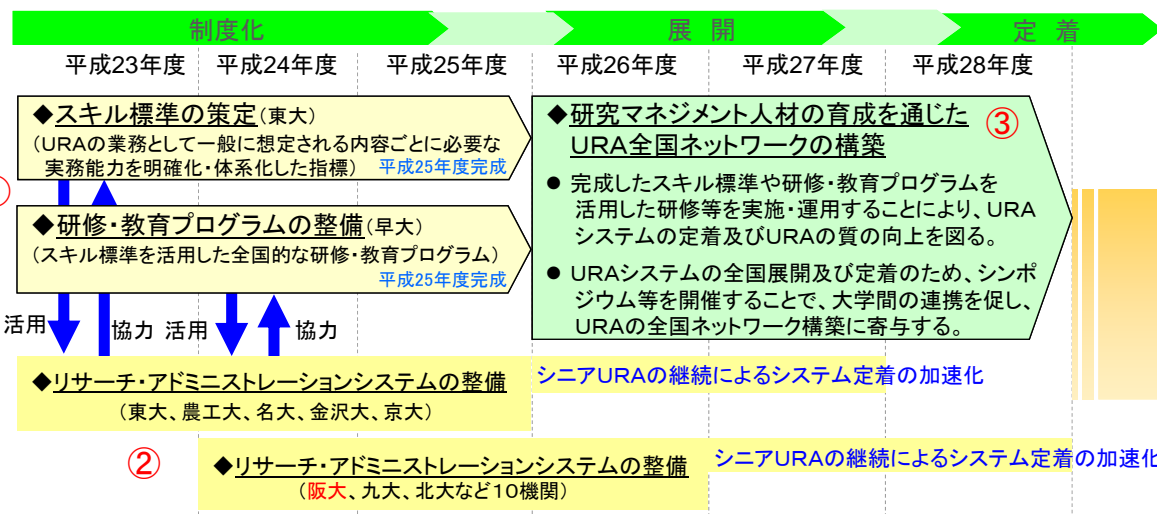 制度化
展 開
定 着
平成23年度
平成24年度
平成25年度
平成26年度
平成27年度
平成28年度
◆スキル標準の策定(東大)
(URAの業務として一般に想定される内容ごとに必要な
実務能力を明確化・体系化した指標)
平成25年度完成
◆研修・教育プログラムの整備(早大)
(スキル標準を活用した全国的な研修・教育プログラム)
平成25年度完成
◆研究マネジメント人材の育成を通じた
URA全国ネットワークの構築
③
● 完成したスキル標準や研修・教育プログラムを
活用した研修等を実施・運用することにより、URA
システムの定着及びURAの質の向上を図る。
● URAシステムの全国展開及び定着のため、シンポ
ジウム等を開催することで、大学間の連携を促し、
URAの全国ネットワーク構築に寄与する。
活用
協力
活用
協力
◆リサーチ・アドミニストレーションシステムの整備
(東大、農工大、名大、金沢大、京大)
シニアURAの継続によるシステム定着の加速化
②
◆リサーチ・アドミニストレーションシステムの整備
(阪大、九大、北大など10機関)
シニアURAの継続によるシステム定着の加速化